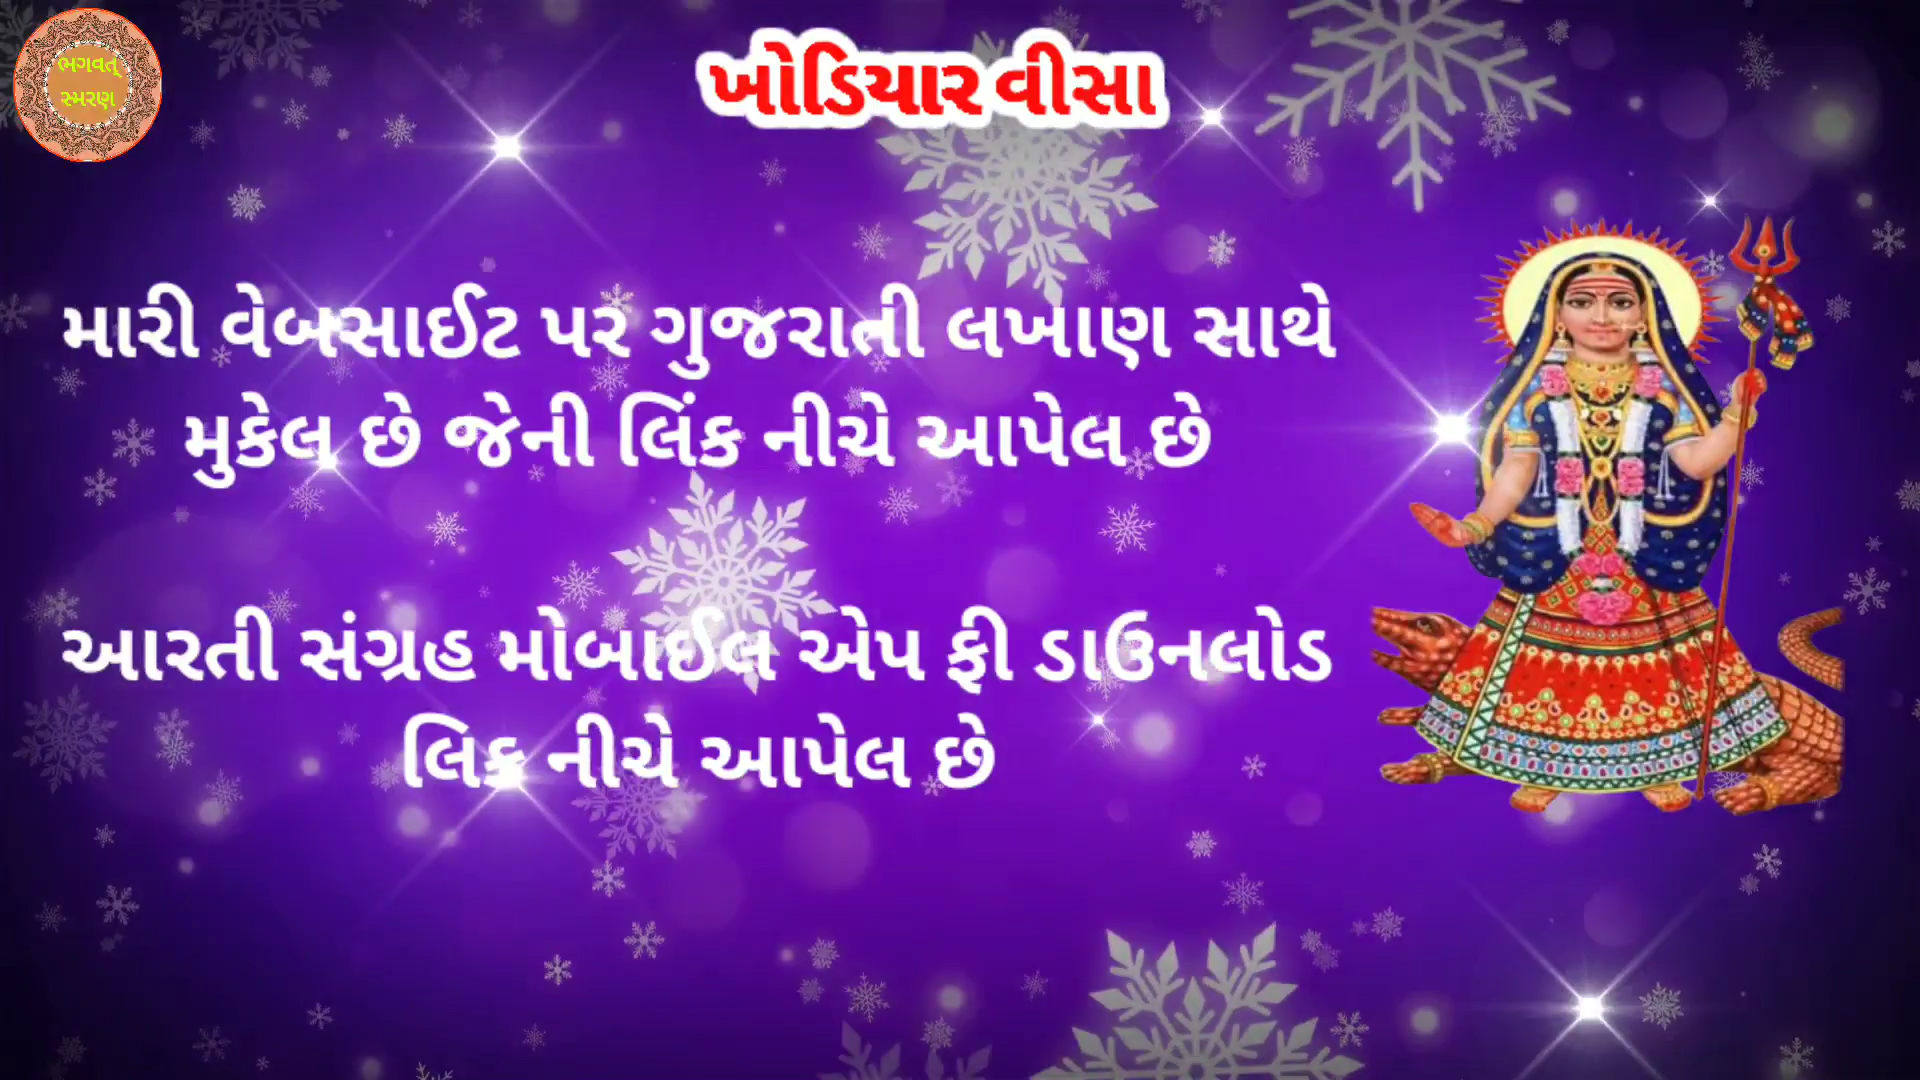 ભગવત્
સ્મરણ
ખોડિયાર વીસા
મારી વેબસાઈટ પર ગુજરાતી લખાણ સાથે
મુકેલ છે જેની લિંક નીચે આપેલ છે
આરતી સંગ્રહ મોબાઈલ એપ ફ્રી ડાઉનલોડ
લિંક નીચે આપેલ છે